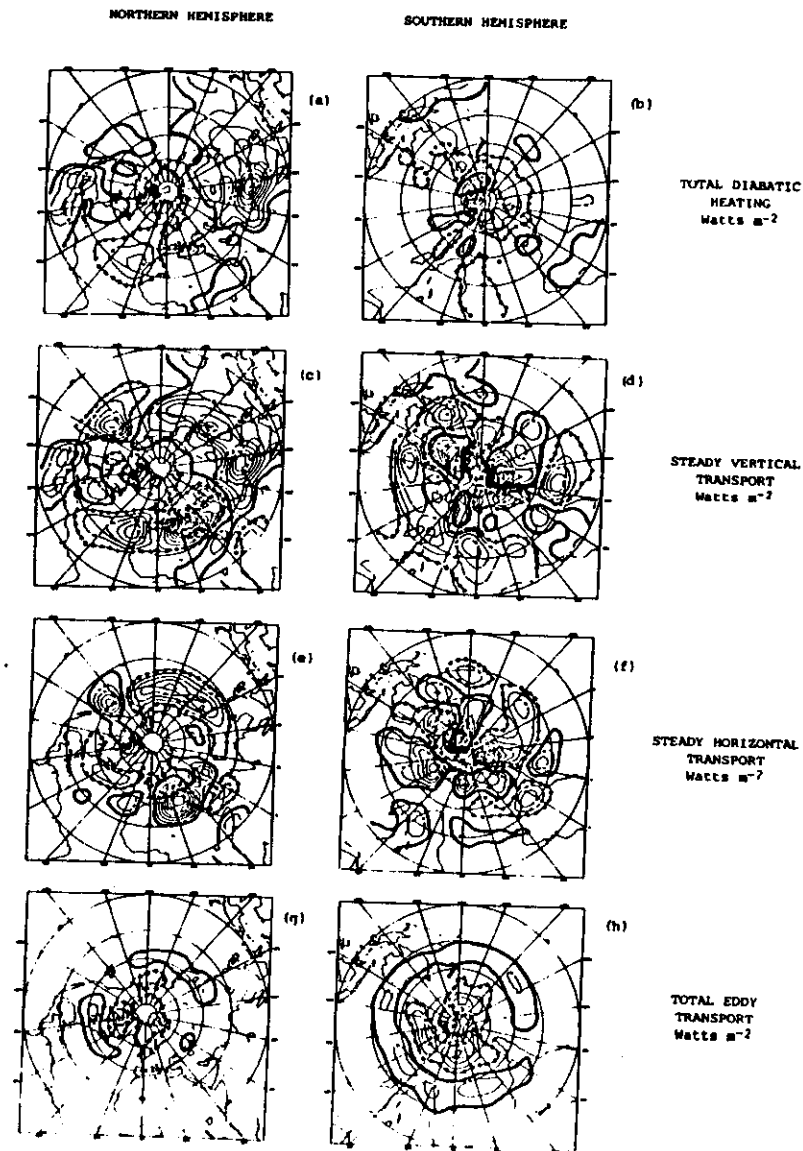 NORTHERN HEMISPHERE
SOUTHERN HEMISPHERE
(a)
(b)
TOTAL DIABATIC
HEATING
Watts m⁻²
(c)
(d)
STEADY VERTICAL
TRANSPORT
Watts m⁻²
(e)
(f)
STEADY HORIZONTAL
TRANSPORT
Watts m⁻²
(g)
(h)
TOTAL EDDY
TRANSPORT
Watts m⁻²